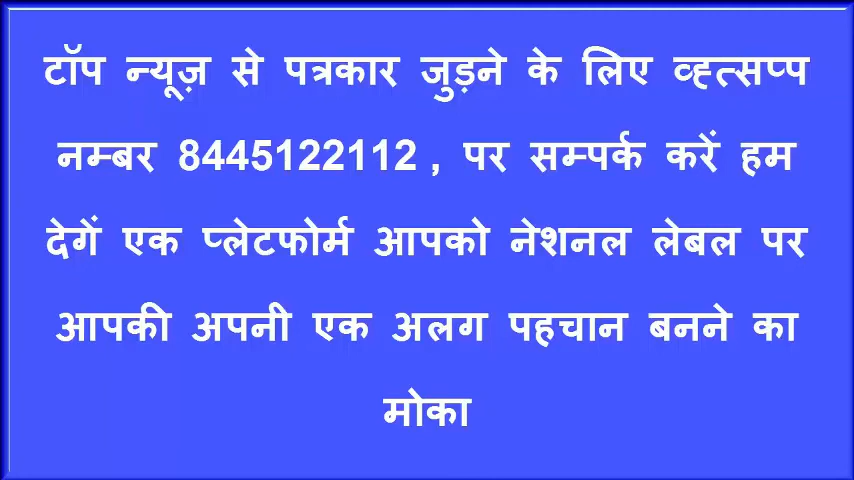 टॉप न्यूज़ से पत्रकार जुड़ने के लिए व्ह्त्सप्प
नम्बर 8445122112 , पर सम्पर्क करें हम
देगें एक प्लेटफोर्म आपको नेशनल लेबल पर
आपकी अपनी एक अलग पहचान बनने का
मोका